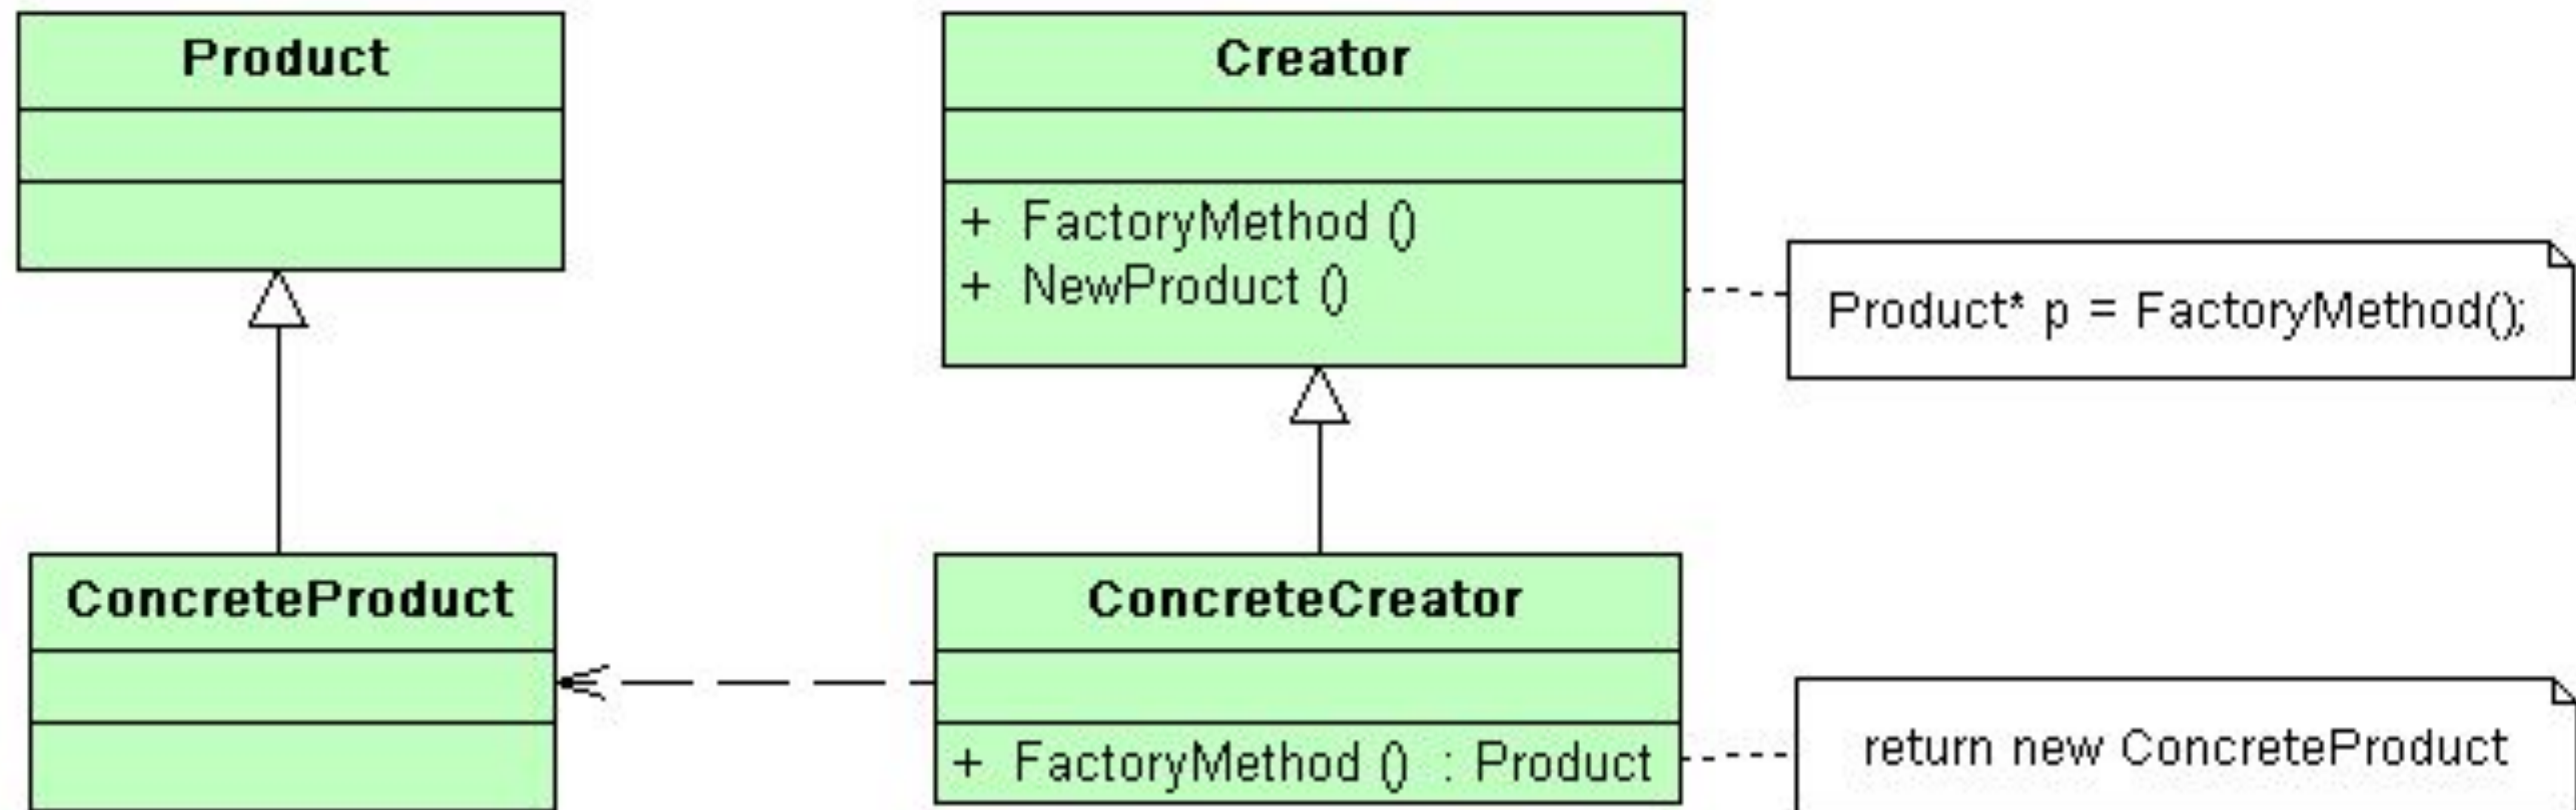 Product
Creator
+ FactoryMethod ()
+ NewProduct ()
Product* p = FactoryMethod();
ConcreteProduct
ConcreteCreator
+ FactoryMethod () : Product
return new ConcreteProduct